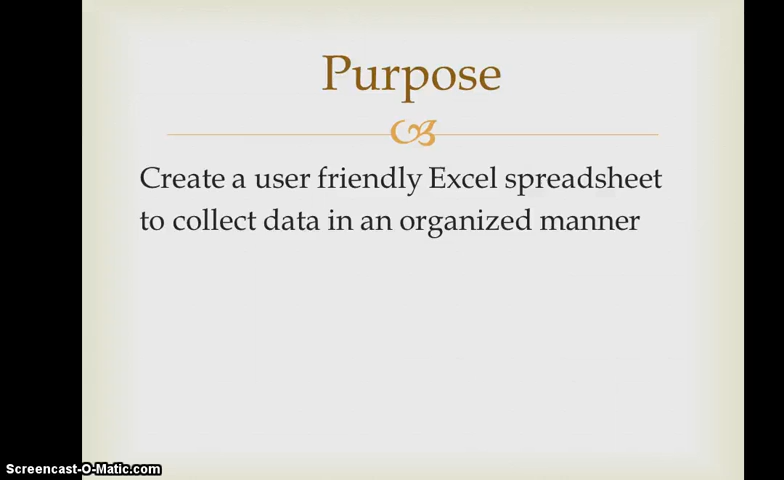 Purpose
Create a user friendly Excel spreadsheet
to collect data in an organized manner
Screencast-O-Matic.com